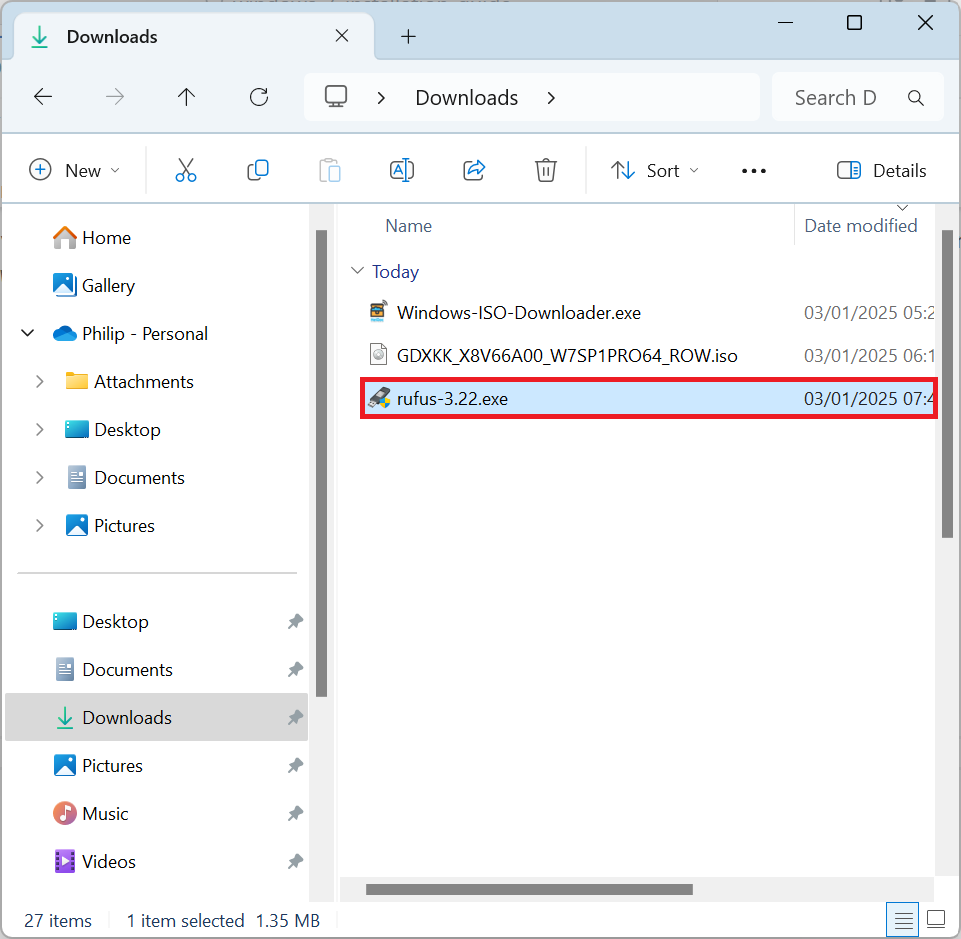 Downloads
Downloads
Search D
New
Sort
Details
Name
Date modified
Home
Gallery
Philip - Personal
Attachments
Desktop
Documents
Pictures
Desktop
Documents
Downloads
Pictures
Music
Videos
Today
Windows-ISO-Downloader.exe 03/01/2025 05:2
GDXKK_X8V66A00_W7SP1PRO64_ROW.iso 03/01/2025 06:1
rufus-3.22.exe 03/01/2025 07:4
27 items
1 item selected 1.35 MB